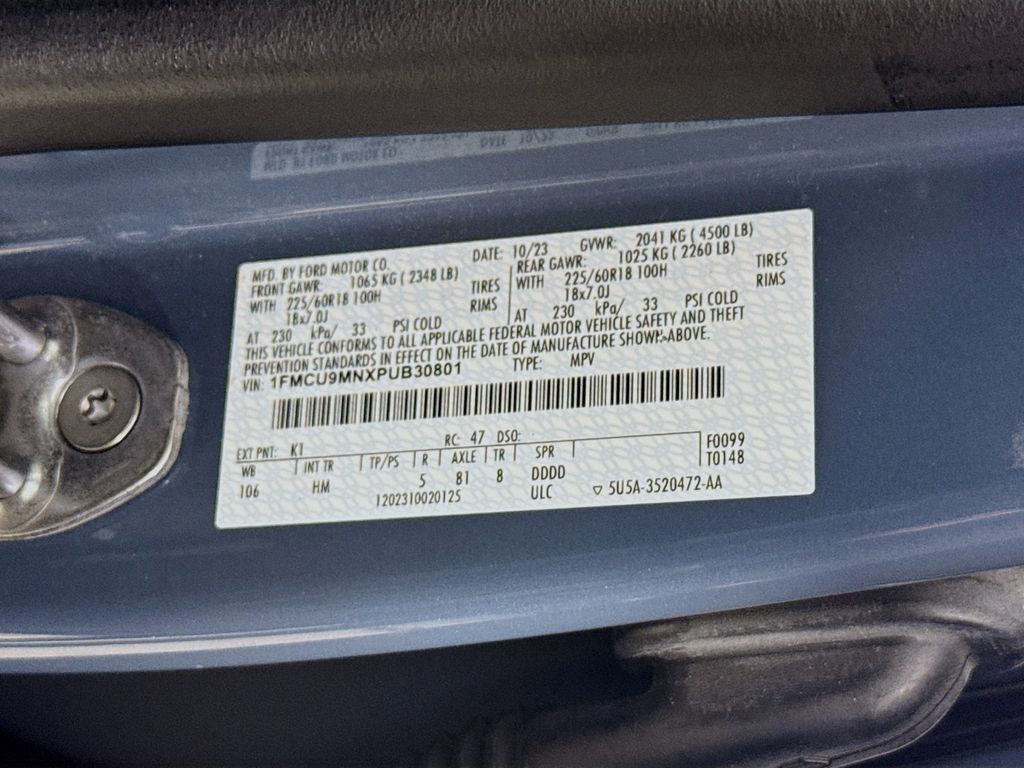 MFD. BY FORD MOTOR CO.
DATE: 10/23 GVWR: 2041 KG ( 4500 LB)
FRONT GAWR: 1065 KG ( 2348 LB)
WITH 225/60R18 100H TIRES
18x7.0J RIMS
AT 230 kPa/ 33 PSI COLD
REAR GAWR: 1025 KG ( 2260 LB)
WITH 225/60R18 100H TIRES
18x7.0J RIMS
AT 230 kPa/ 33 PSI COLD
THIS VEHICLE CONFORMS TO ALL APPLICABLE FEDERAL MOTOR VEHICLE SAFETY AND THEFT
PREVENTION STANDARDS IN EFFECT ON THE DATE OF MANUFACTURE SHOWN ABOVE.
VIN: 1FMCU9MNXPUB30801 TYPE: MPV
EXT PNT: K1 RC: 47 DSO:
WB INT TR TP/PS R AXLE TR SPR
106 HM 5 81 8 DDDD
F0099
T0148
1202310020125 ULC ▽ 5U5A-3520472-AA